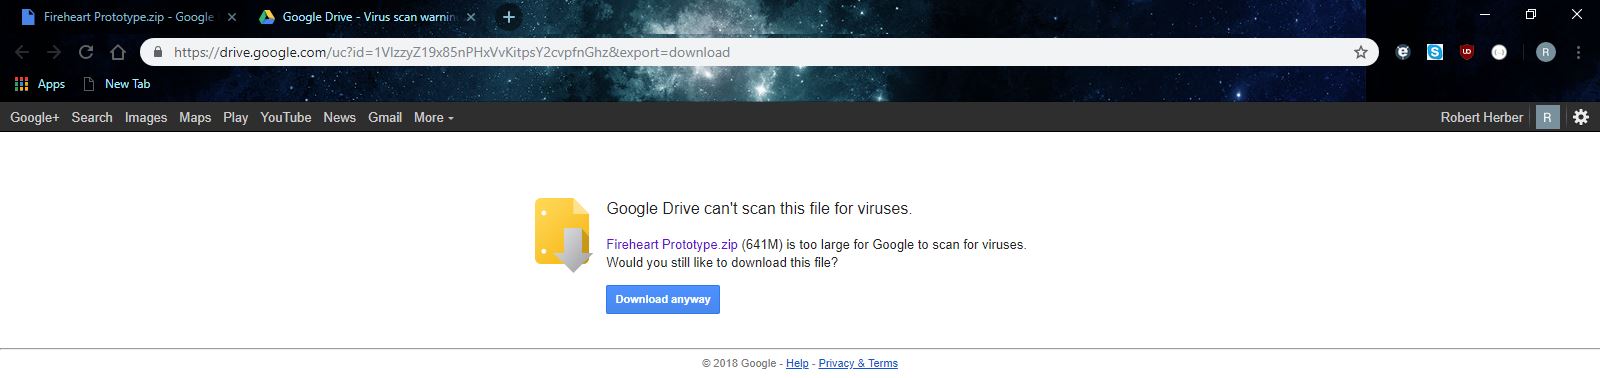 Fireheart Prototype.zip - Google
Google Drive - Virus scan warnin
https://drive.google.com/uc?id=1VlzzyZ19x85nPHxVvKitpsY2cvpfnGhz&export=download
R
Apps
New Tab
Google+ Search Images Maps Play YouTube News Gmail More
Robert Herber R
Google Drive can't scan this file for viruses.
Fireheart Prototype.zip (641M) is too large for Google to scan for viruses.
Would you still like to download this file?
Download anyway
© 2018 Google - Help - Privacy & Terms